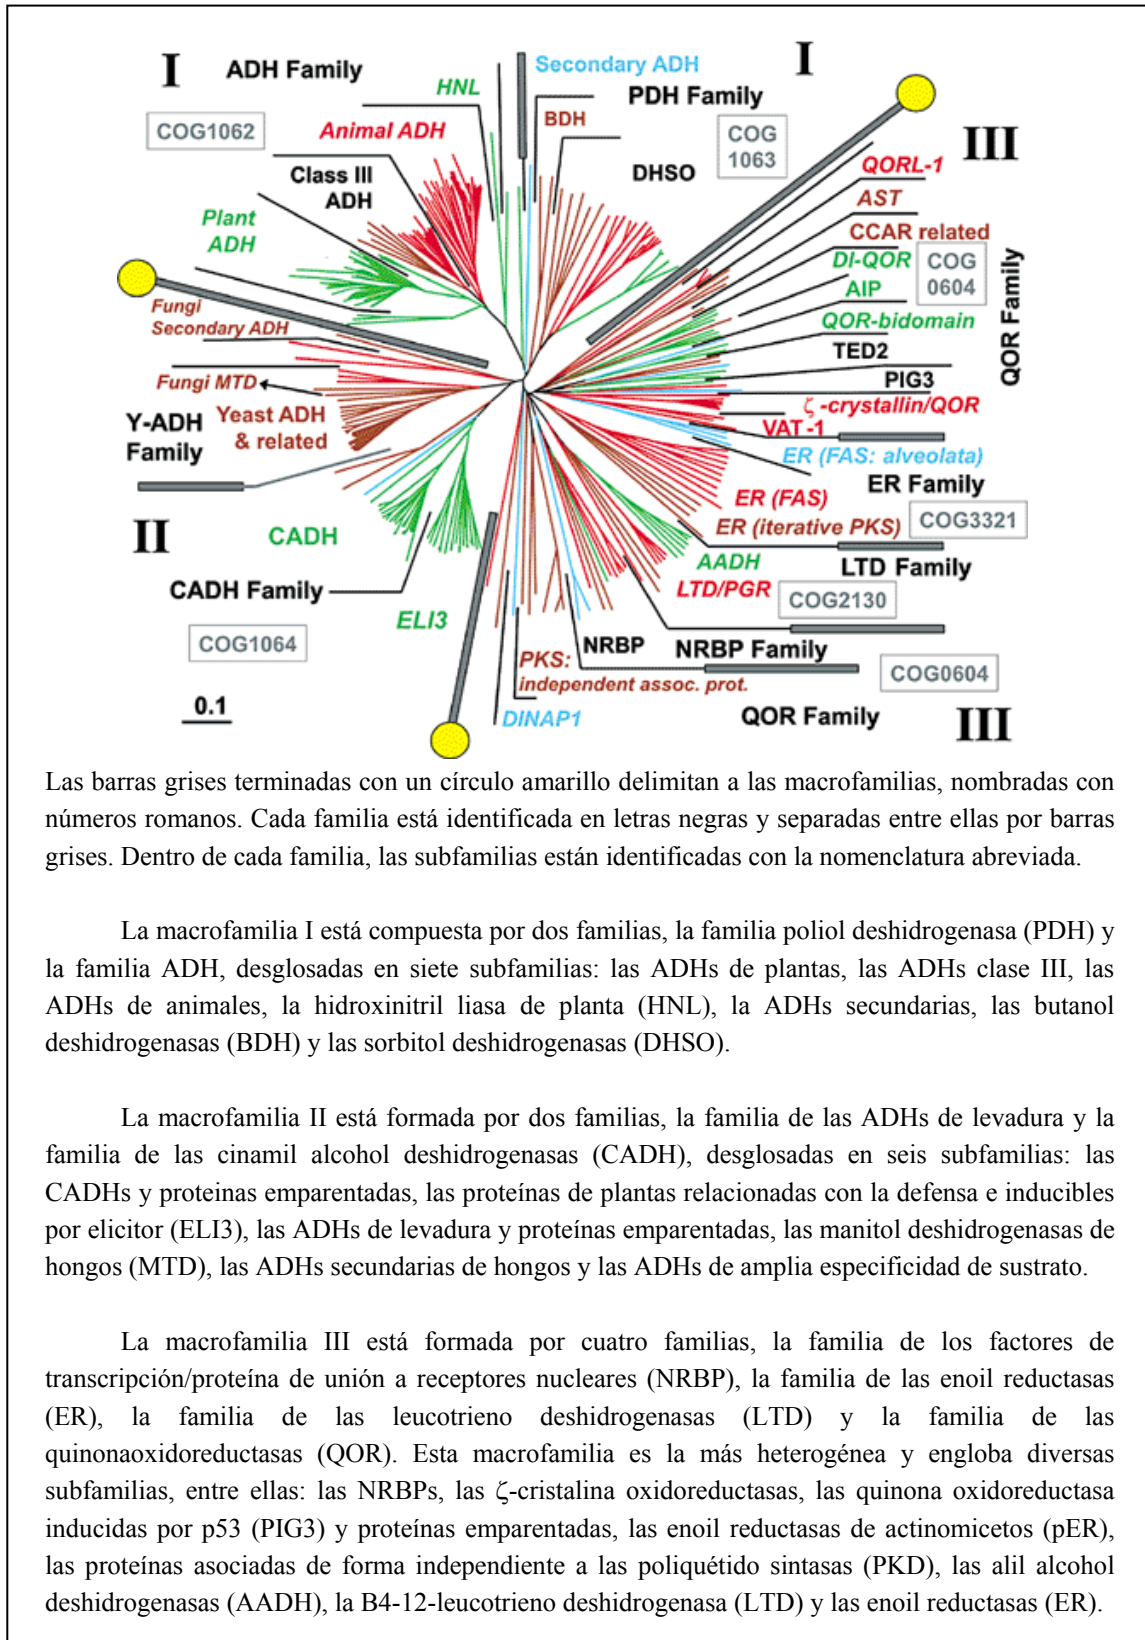 I
ADH Family
HNL
Secondary ADH
I
PDH Family
COG1062
Animal ADH
BDH
COG
1063
III
Class III
ADH
DHSO
QORL-1
AST
Plant
ADH
CCAR related
DI-QOR
COG
0604
AIP
QOR Family
Fungi
Secondary ADH
QOR-bidomain
TED2
Fungi MTD
PIG3
ζ-crystallin/QOR
Yeast ADH
& related
Y-ADH
Family
VAT-1
ER (FAS: alveolata)
ER Family
II
CADH
ER (FAS)
ER (iterative PKS)
COG3321
AADH
LTD Family
CADH Family
LTD/PGR
COG2130
ELI3
COG1064
NRBP
NRBP Family
PKS:
independent assoc. prot.
COG0604
0.1
DINAP1
QOR Family
III
Las barras grises terminadas con un círculo amarillo delimitan a las macrofamilias, nombradas con
números romanos. Cada familia está identificada en letras negras y separadas entre ellas por barras
grises. Dentro de cada familia, las subfamilias están identificadas con la nomenclatura abreviada.
La macrofamilia I está compuesta por dos familias, la familia poliol deshidrogenasa (PDH) y
la familia ADH, desglosadas en siete subfamilias: las ADHs de plantas, las ADHs clase III, las
ADHs de animales, la hidroxinitril liasa de planta (HNL), la ADHs secundarias, las butanol
deshidrogenasas (BDH) y las sorbitol deshidrogenasas (DHSO).
La macrofamilia II está formada por dos familias, la familia de las ADHs de levadura y la
familia de las cinamil alcohol deshidrogenasas (CADH), desglosadas en seis subfamilias: las
CADHs y proteinas emparentadas, las proteínas de plantas relacionadas con la defensa e inducibles
por elicitor (ELI3), las ADHs de levadura y proteínas emparentadas, las manitol deshidrogenasas de
hongos (MTD), las ADHs secundarias de hongos y las ADHs de amplia especificidad de sustrato.
La macrofamilia III está formada por cuatro familias, la familia de los factores de
transcripción/proteína de unión a receptores nucleares (NRBP), la familia de las enoil reductasas
(ER), la familia de las leucotrieno deshidrogenasas (LTD) y la familia de las
quinonaoxidoreductasas (QOR). Esta macrofamilia es la más heterogénea y engloba diversas
subfamilias, entre ellas: las NRBPs, las ζ-cristalina oxidoreductasas, las quinona oxidoreductasa
inducidas por p53 (PIG3) y proteínas emparentadas, las enoil reductasas de actinomicetos (pER),
las proteínas asociadas de forma independiente a las poliquétido sintasas (PKD), las alil alcohol
deshidrogenasas (AADH), la B4-12-leucotrieno deshidrogenasa (LTD) y las enoil reductasas (ER).